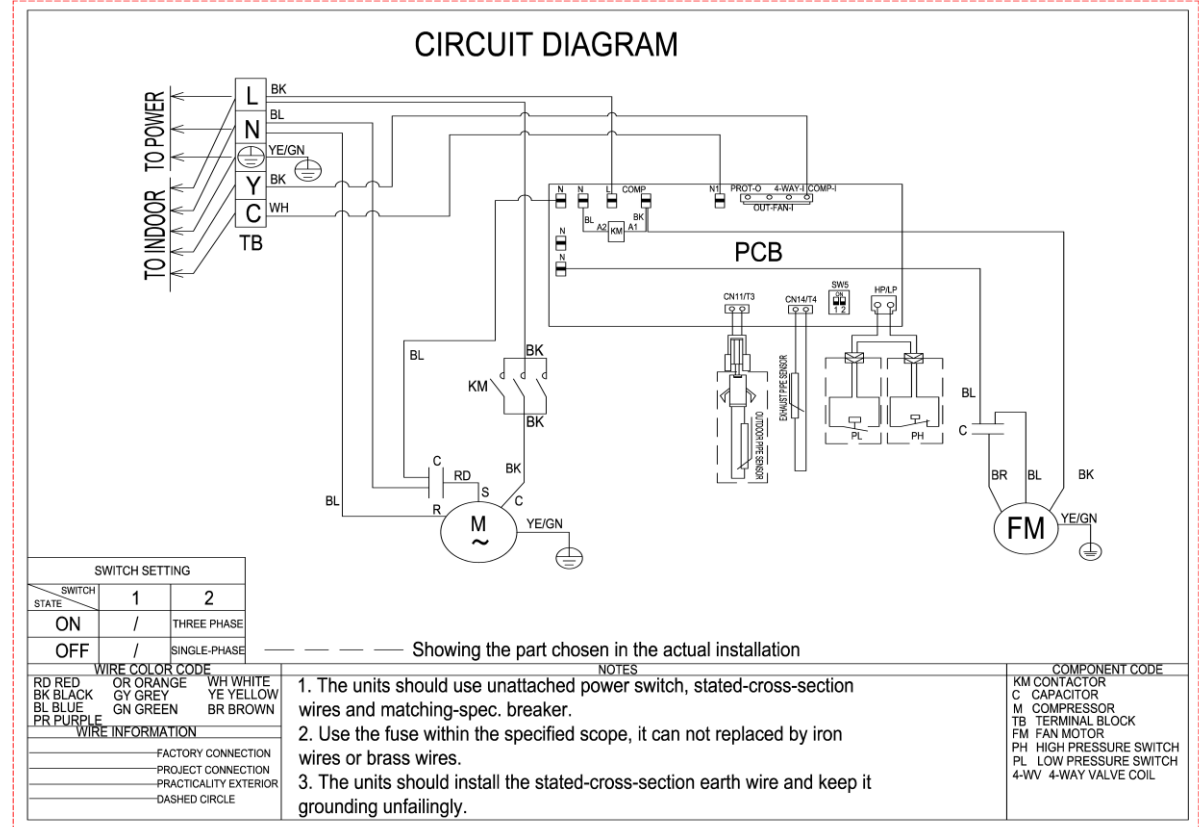 CIRCUIT DIAGRAM
TO POWER
TO INDOOR
L
BK
BL
N
YE/GN
Y
BK
C
WH
TB
N N L COMP N1 PROT-O 4-WAY-I COMP-I
OUT-FAN-I
BL
A2 KM A1
BK
N
N
PCB
CN11/T3
CN14/T4
SW5
ON
1 2
HP/LP
OUTDOOR PIPE SENSOR
EXHAUST PIPE SENSOR
PL
PH
BL
BK
KM
BK
BL
C
BR BL BK
C
RD
BK
S
C
BL
R
M
~
YE/GN
FM
YE/GN
SWITCH SETTING
SWITCH
STATE
1 2
ON / THREE PHASE
OFF / SINGLE-PHASE
Showing the part chosen in the actual installation
WIRE COLOR CODE
RD RED OR ORANGE WH WHITE
BK BLACK GY GREY YE YELLOW
BL BLUE GN GREEN BR BROWN
PR PURPLE
WIRE INFORMATION
FACTORY CONNECTION
PROJECT CONNECTION
PRACTICALITY EXTERIOR
DASHED CIRCLE
NOTES
1. The units should use unattached power switch, stated-cross-section
wires and matching-spec. breaker.
2. Use the fuse within the specified scope, it can not replaced by iron
wires or brass wires.
3. The units should install the stated-cross-section earth wire and keep it
grounding unfailingly.
COMPONENT CODE
KM CONTACTOR
C CAPACITOR
M COMPRESSOR
TB TERMINAL BLOCK
FM FAN MOTOR
PH HIGH PRESSURE SWITCH
PL LOW PRESSURE SWITCH
4-WV 4-WAY VALVE COIL